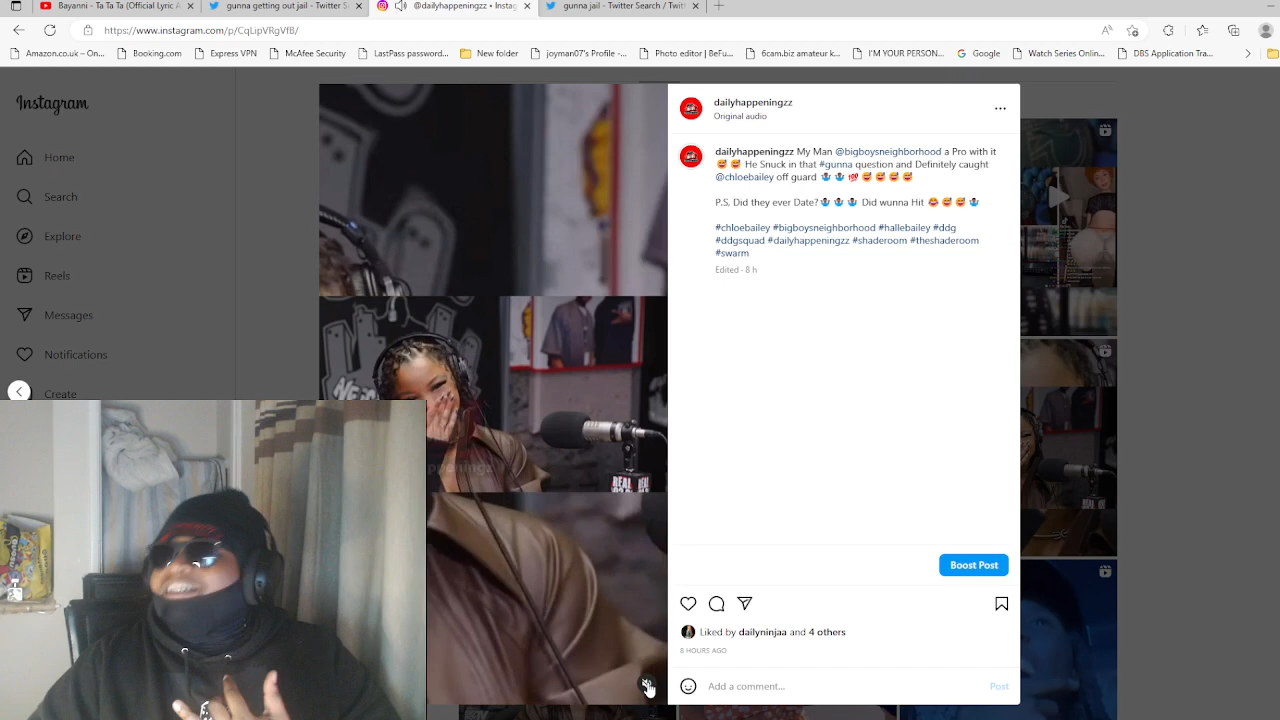 Bayanni - Ta Ta Ta (Official Lyric
gunna getting out jail - Twitter S
@dailyhappeningzz • Instag
gunna jail - Twitter Search / Twitt
https://www.instagram.com/p/CqLipVRgVfB/
Amazon.co.uk – On...
Booking.com
Express VPN
McAfee Security
LastPass password...
New folder
joyman07's Profile -...
Photo editor | BeFu...
6cam.biz amateur k...
I'M YOUR PERSON...
Google
Watch Series Online...
DBS Application Tra...
Instagram
Home
Search
Explore
Reels
Messages
Notifications
Create
dailyhappeningzz
Original audio
dailyhappeningzz My Man @bigboysneighborhood a Pro with it
😅 😅 He Snuck in that #gunna question and Definitely caught
@chloebailey off guard 🤷‍♂️ 🤷‍♂️ 💯 😅 😅 😅 😅
P.S, Did they ever Date?🤷‍♂️ 🤷‍♂️ 🤷‍♂️ Did wunna Hit 😂 😅 😅 🤷‍♂️
#chloebailey #bigboysneighborhood #hallebailey #ddg
#ddgsquad #dailyhappeningzz #shaderoom #theshaderoom
#swarm
Edited · 8 h
Boost Post
Liked by dailyninjaa and 4 others
8 HOURS AGO
Add a comment...
Post
REAL